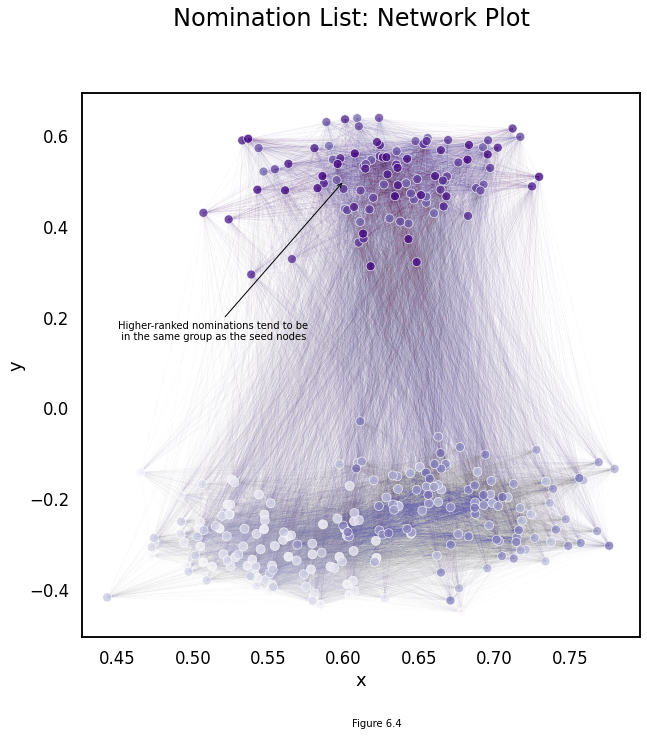 Nomination List: Network Plot
0.6
0.4
0.2
0.0
−0.2
−0.4
y
Higher-ranked nominations tend to be
in the same group as the seed nodes
0.45 0.50 0.55 0.60 0.65 0.70 0.75
x
Figure 6.4